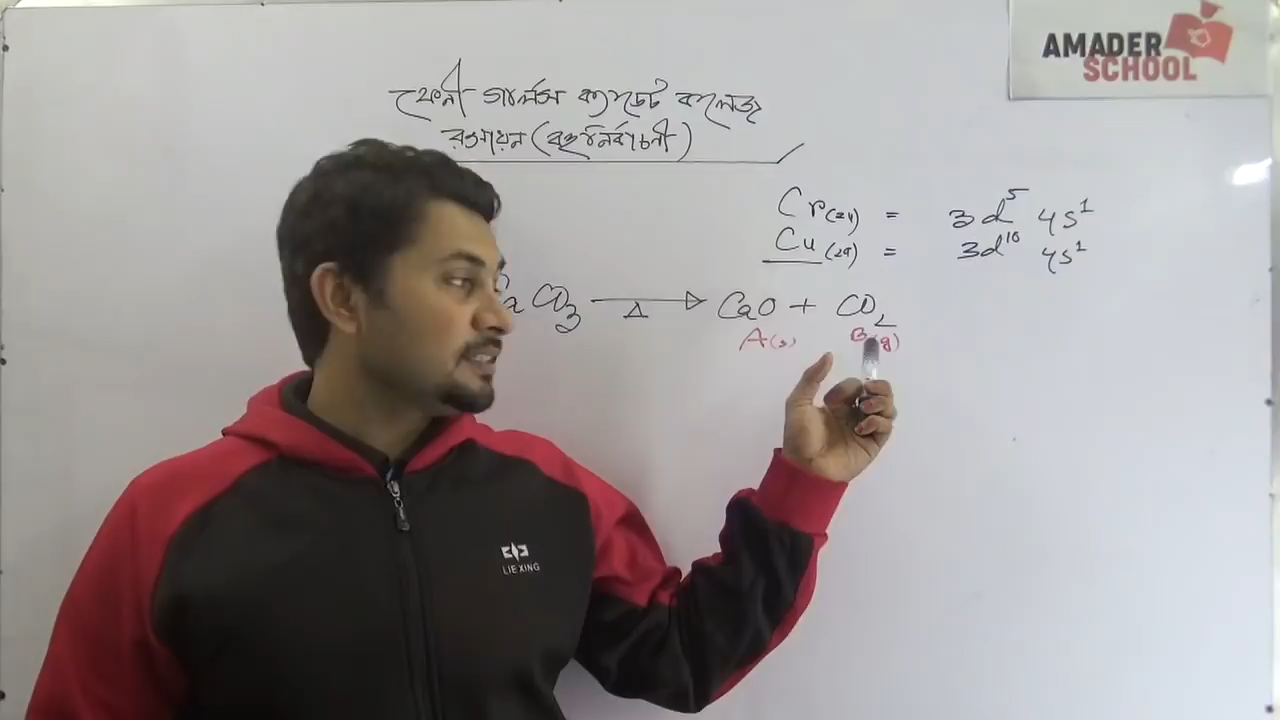 AMADER
SCHOOL
ফেনী গার্লস ক্যাডেট কলেজ
রসায়ন (বহুনির্বাচনী)
Cr(24) = 3d⁵ 4s¹
Cu(29) = 3d¹⁰ 4s¹
CO₃ —Δ→ CaO + CO₂
A(s) B(g)
LIE XING